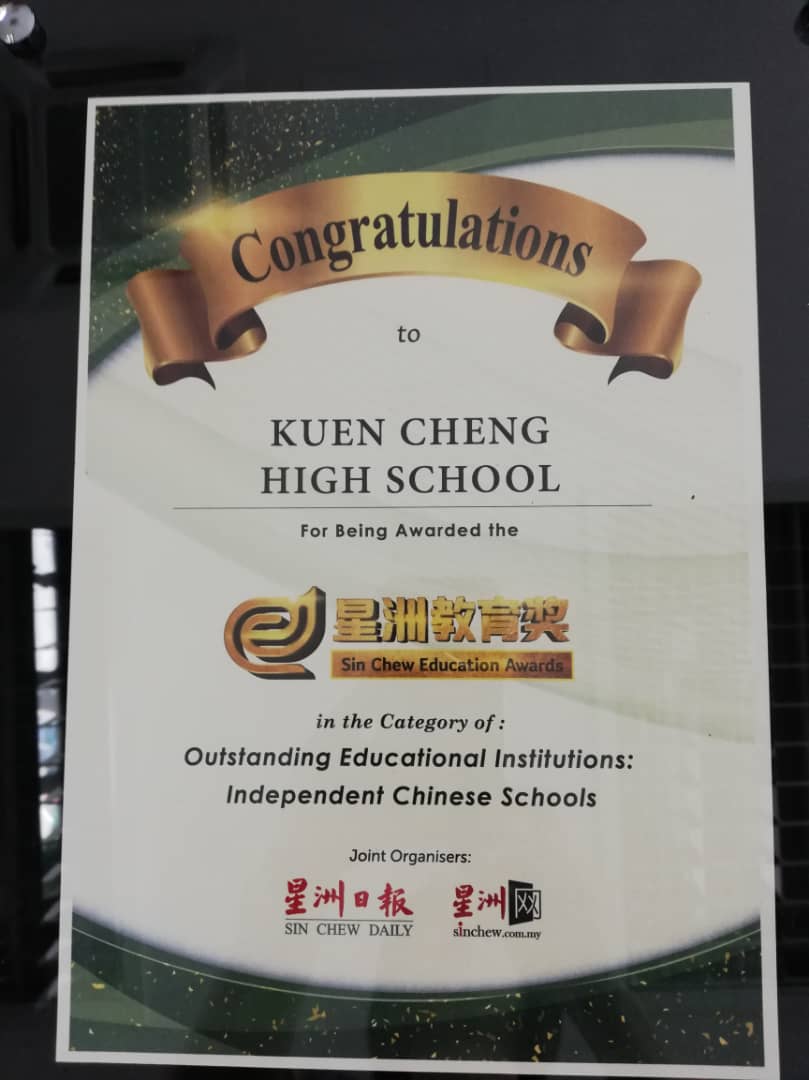 Congratulations
to
KUEN CHENG
HIGH SCHOOL
For Being Awarded the
星洲教育奖
Sin Chew Education Awards
in the Category of :
Outstanding Educational Institutions:
Independent Chinese Schools
Joint Organisers:
星洲日报 星洲网
SIN CHEW DAILY sinchew.com.my